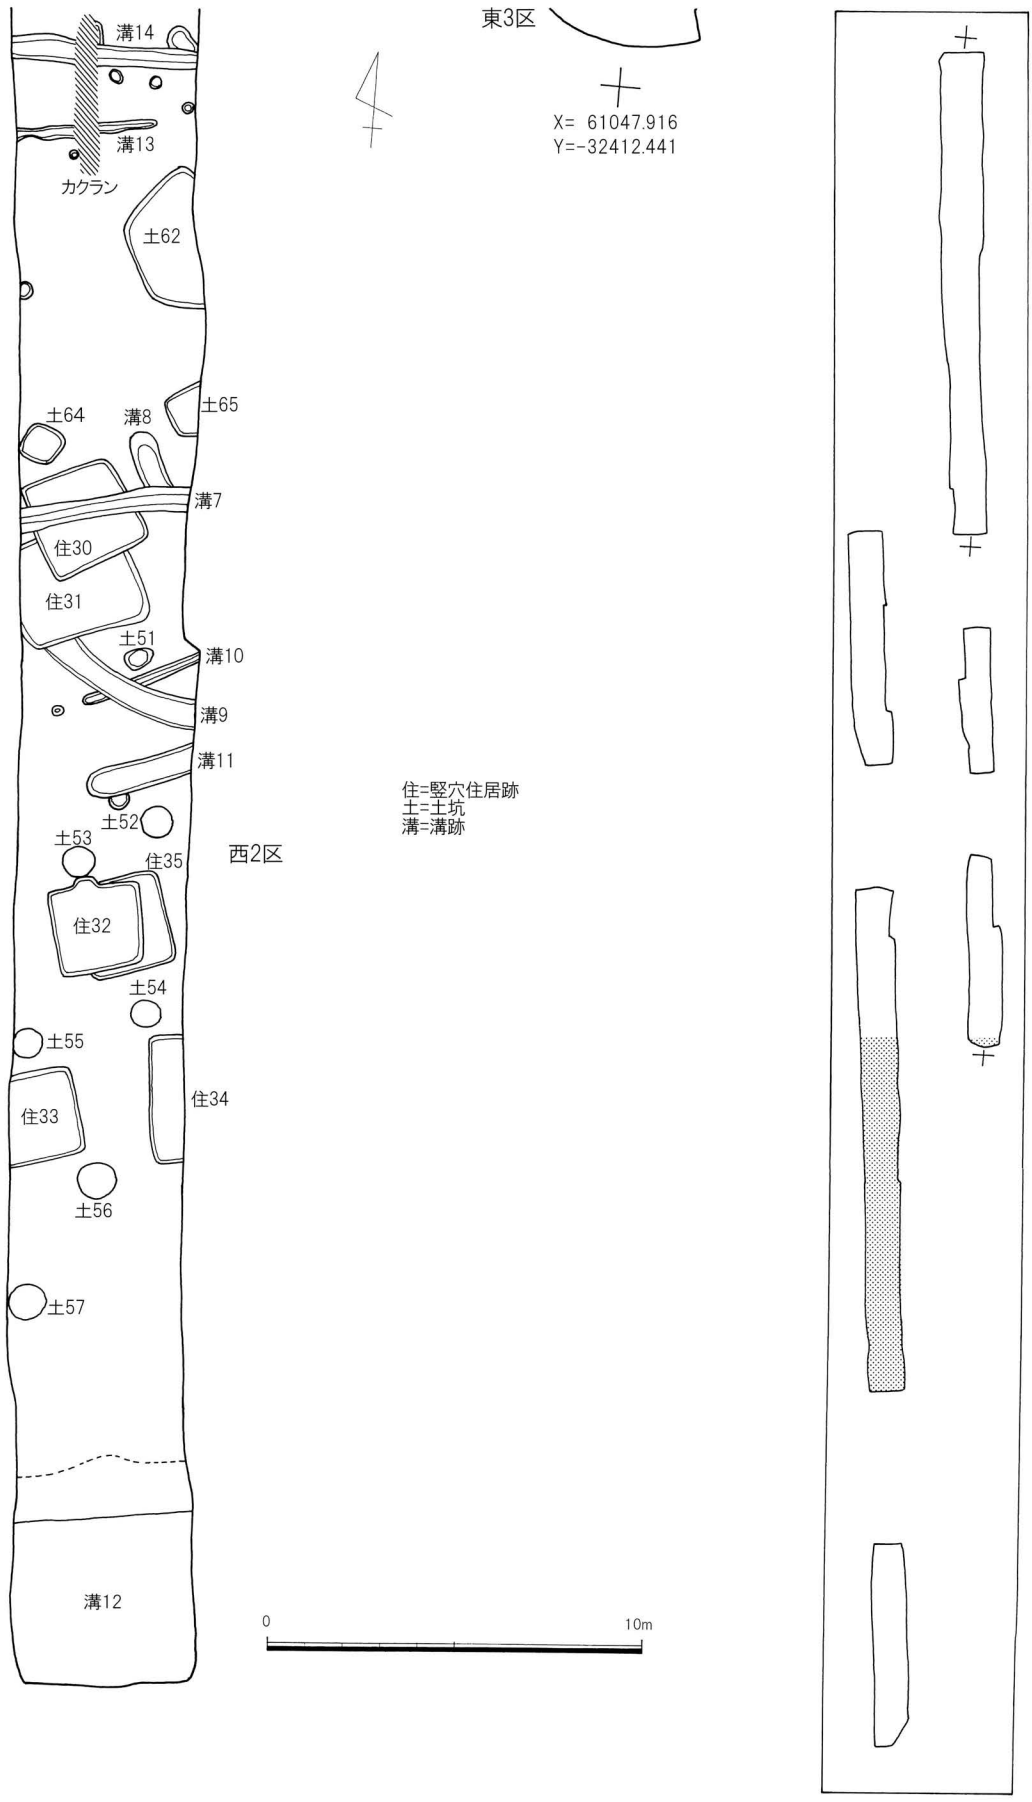 東3区
溝14
X= 61047.916
Y=-32412.441
溝13
カクラン
土62
土65
土64
溝8
溝7
住30
住31
土51
溝10
溝9
溝11
住=竪穴住居跡
土=土坑
溝=溝跡
土52
土53
住35
西2区
住32
土54
土55
住34
住33
土56
土57
溝12
0
10m